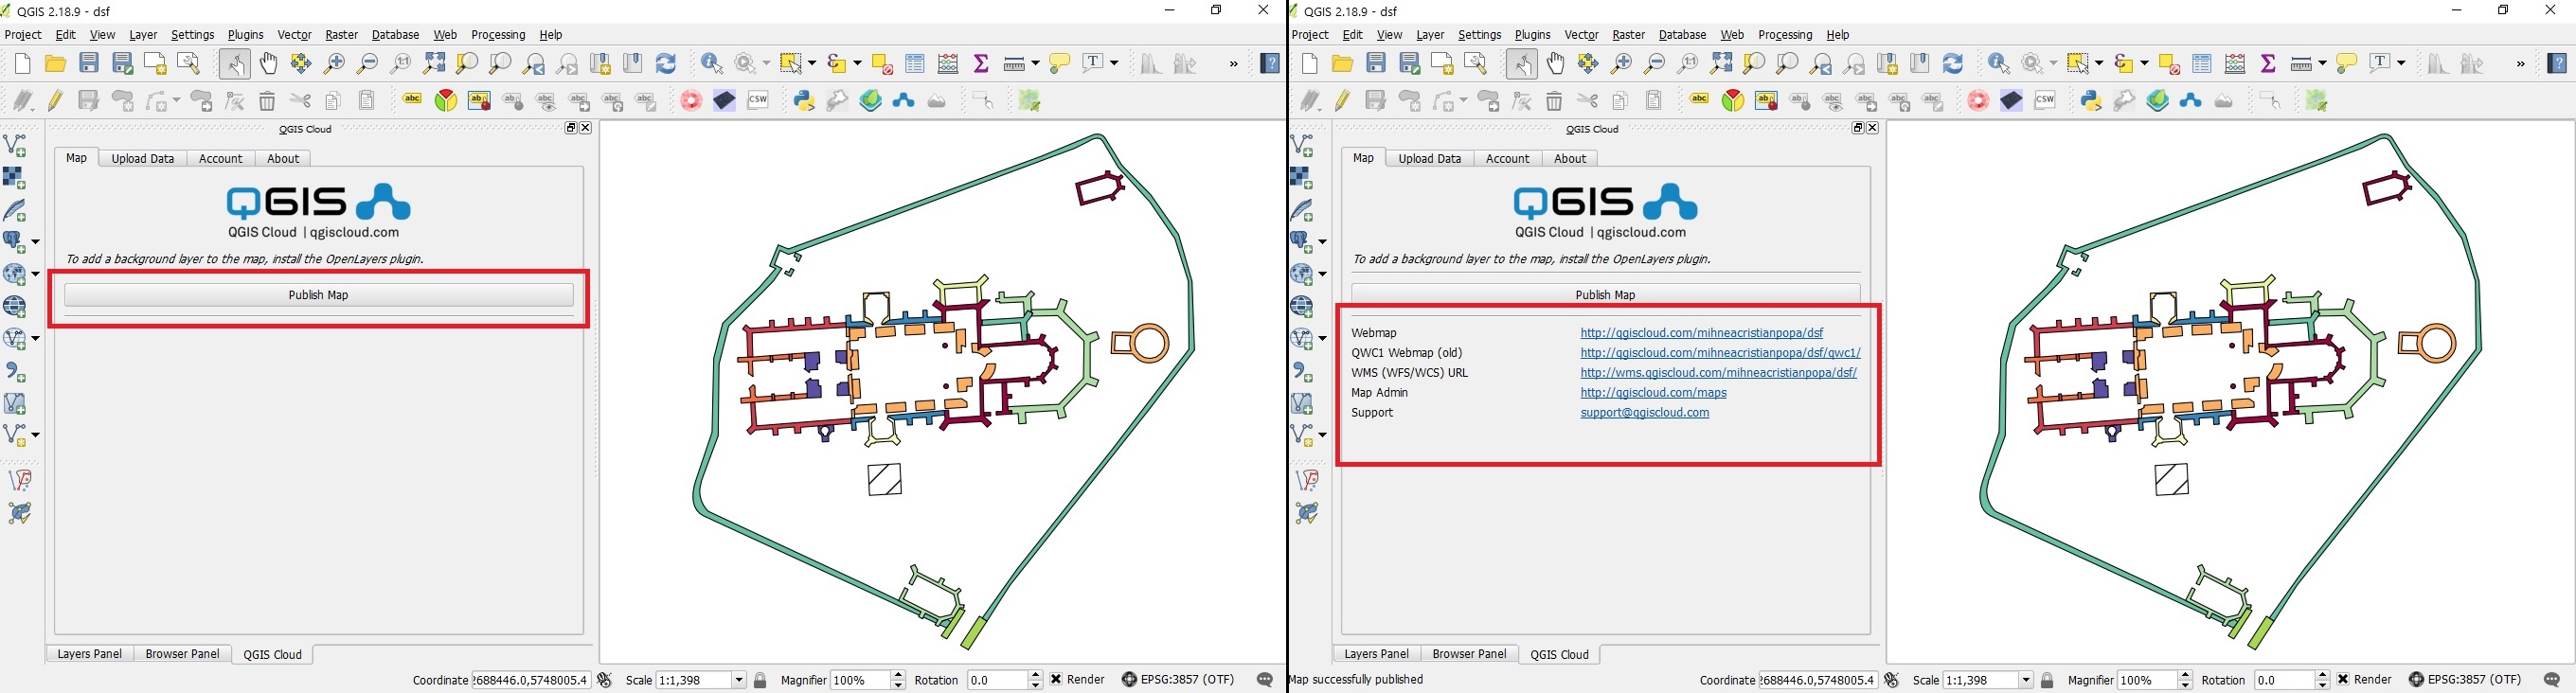 QGIS 2.18.9 - dsf
Project Edit View Layer Settings Plugins Vector Raster Database Web Processing Help
QGIS Cloud
Map Upload Data Account About
QGIS
QGIS Cloud | qgiscloud.com
To add a background layer to the map, install the OpenLayers plugin.
Publish Map
Layers Panel Browser Panel QGIS Cloud
Coordinate 2688446.0,5748005.4 Scale 1:1,398 Magnifier 100% Rotation 0.0 Render EPSG:3857 (OTF)
QGIS 2.18.9 - dsf
Project Edit View Layer Settings Plugins Vector Raster Database Web Processing Help
QGIS Cloud
Map Upload Data Account About
QGIS
QGIS Cloud | qgiscloud.com
To add a background layer to the map, install the OpenLayers plugin.
Publish Map
Webmap http://qgiscloud.com/mihneacristianpopa/dsf
QWC1 Webmap (old) http://qgiscloud.com/mihneacristianpopa/dsf/qwc1/
WMS (WFS/WCS) URL http://wms.qgiscloud.com/mihneacristianpopa/dsf/
Map Admin http://qgiscloud.com/maps
Support support@qgiscloud.com
Layers Panel Browser Panel QGIS Cloud
Map successfully published Coordinate 2688446.0,5748005.4 Scale 1:1,398 Magnifier 100% Rotation 0.0 Render EPSG:3857 (OTF)